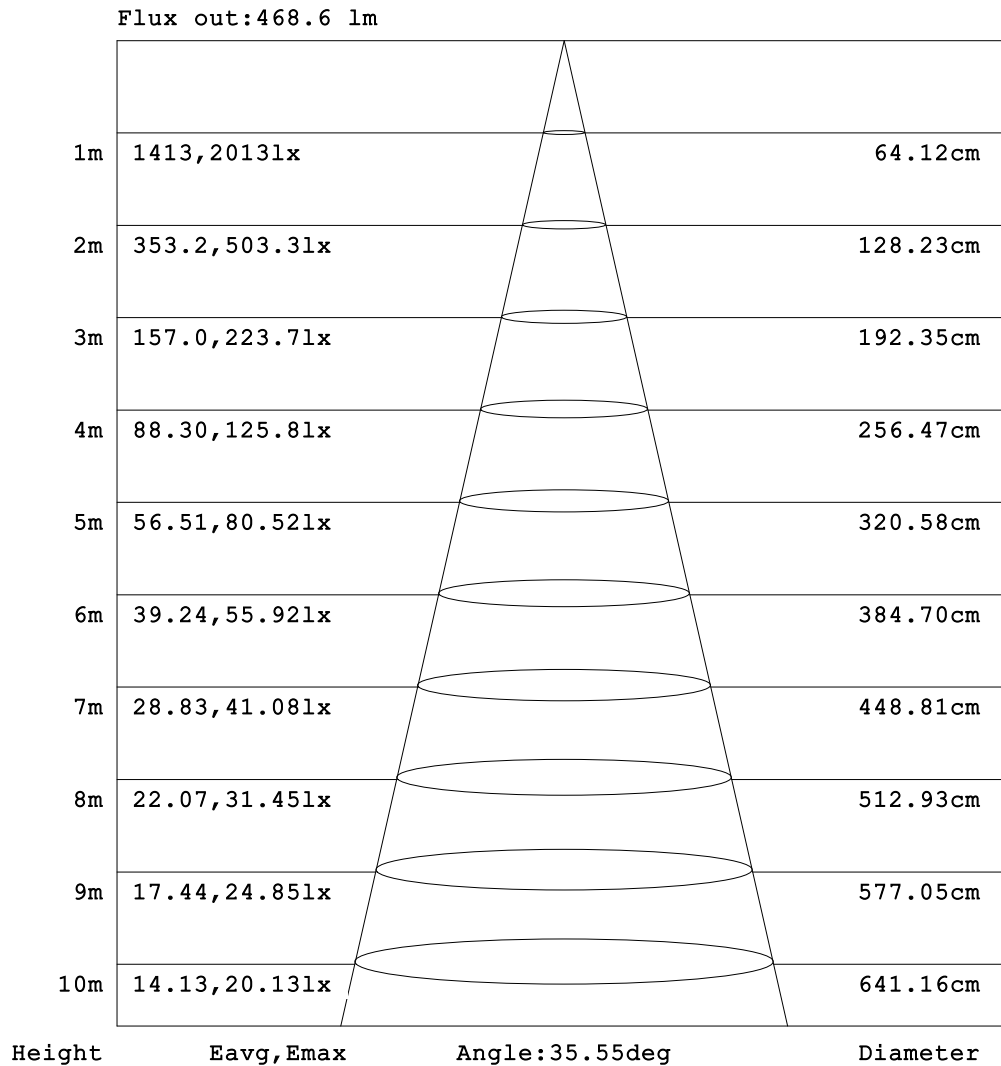 Flux out:468.6 lm
1m 1413,2013lx 64.12cm
2m 353.2,503.3lx 128.23cm
3m 157.0,223.7lx 192.35cm
4m 88.30,125.8lx 256.47cm
5m 56.51,80.52lx 320.58cm
6m 39.24,55.92lx 384.70cm
7m 28.83,41.08lx 448.81cm
8m 22.07,31.45lx 512.93cm
9m 17.44,24.85lx 577.05cm
10m 14.13,20.13lx 641.16cm
Height Eavg,Emax Angle:35.55deg Diameter